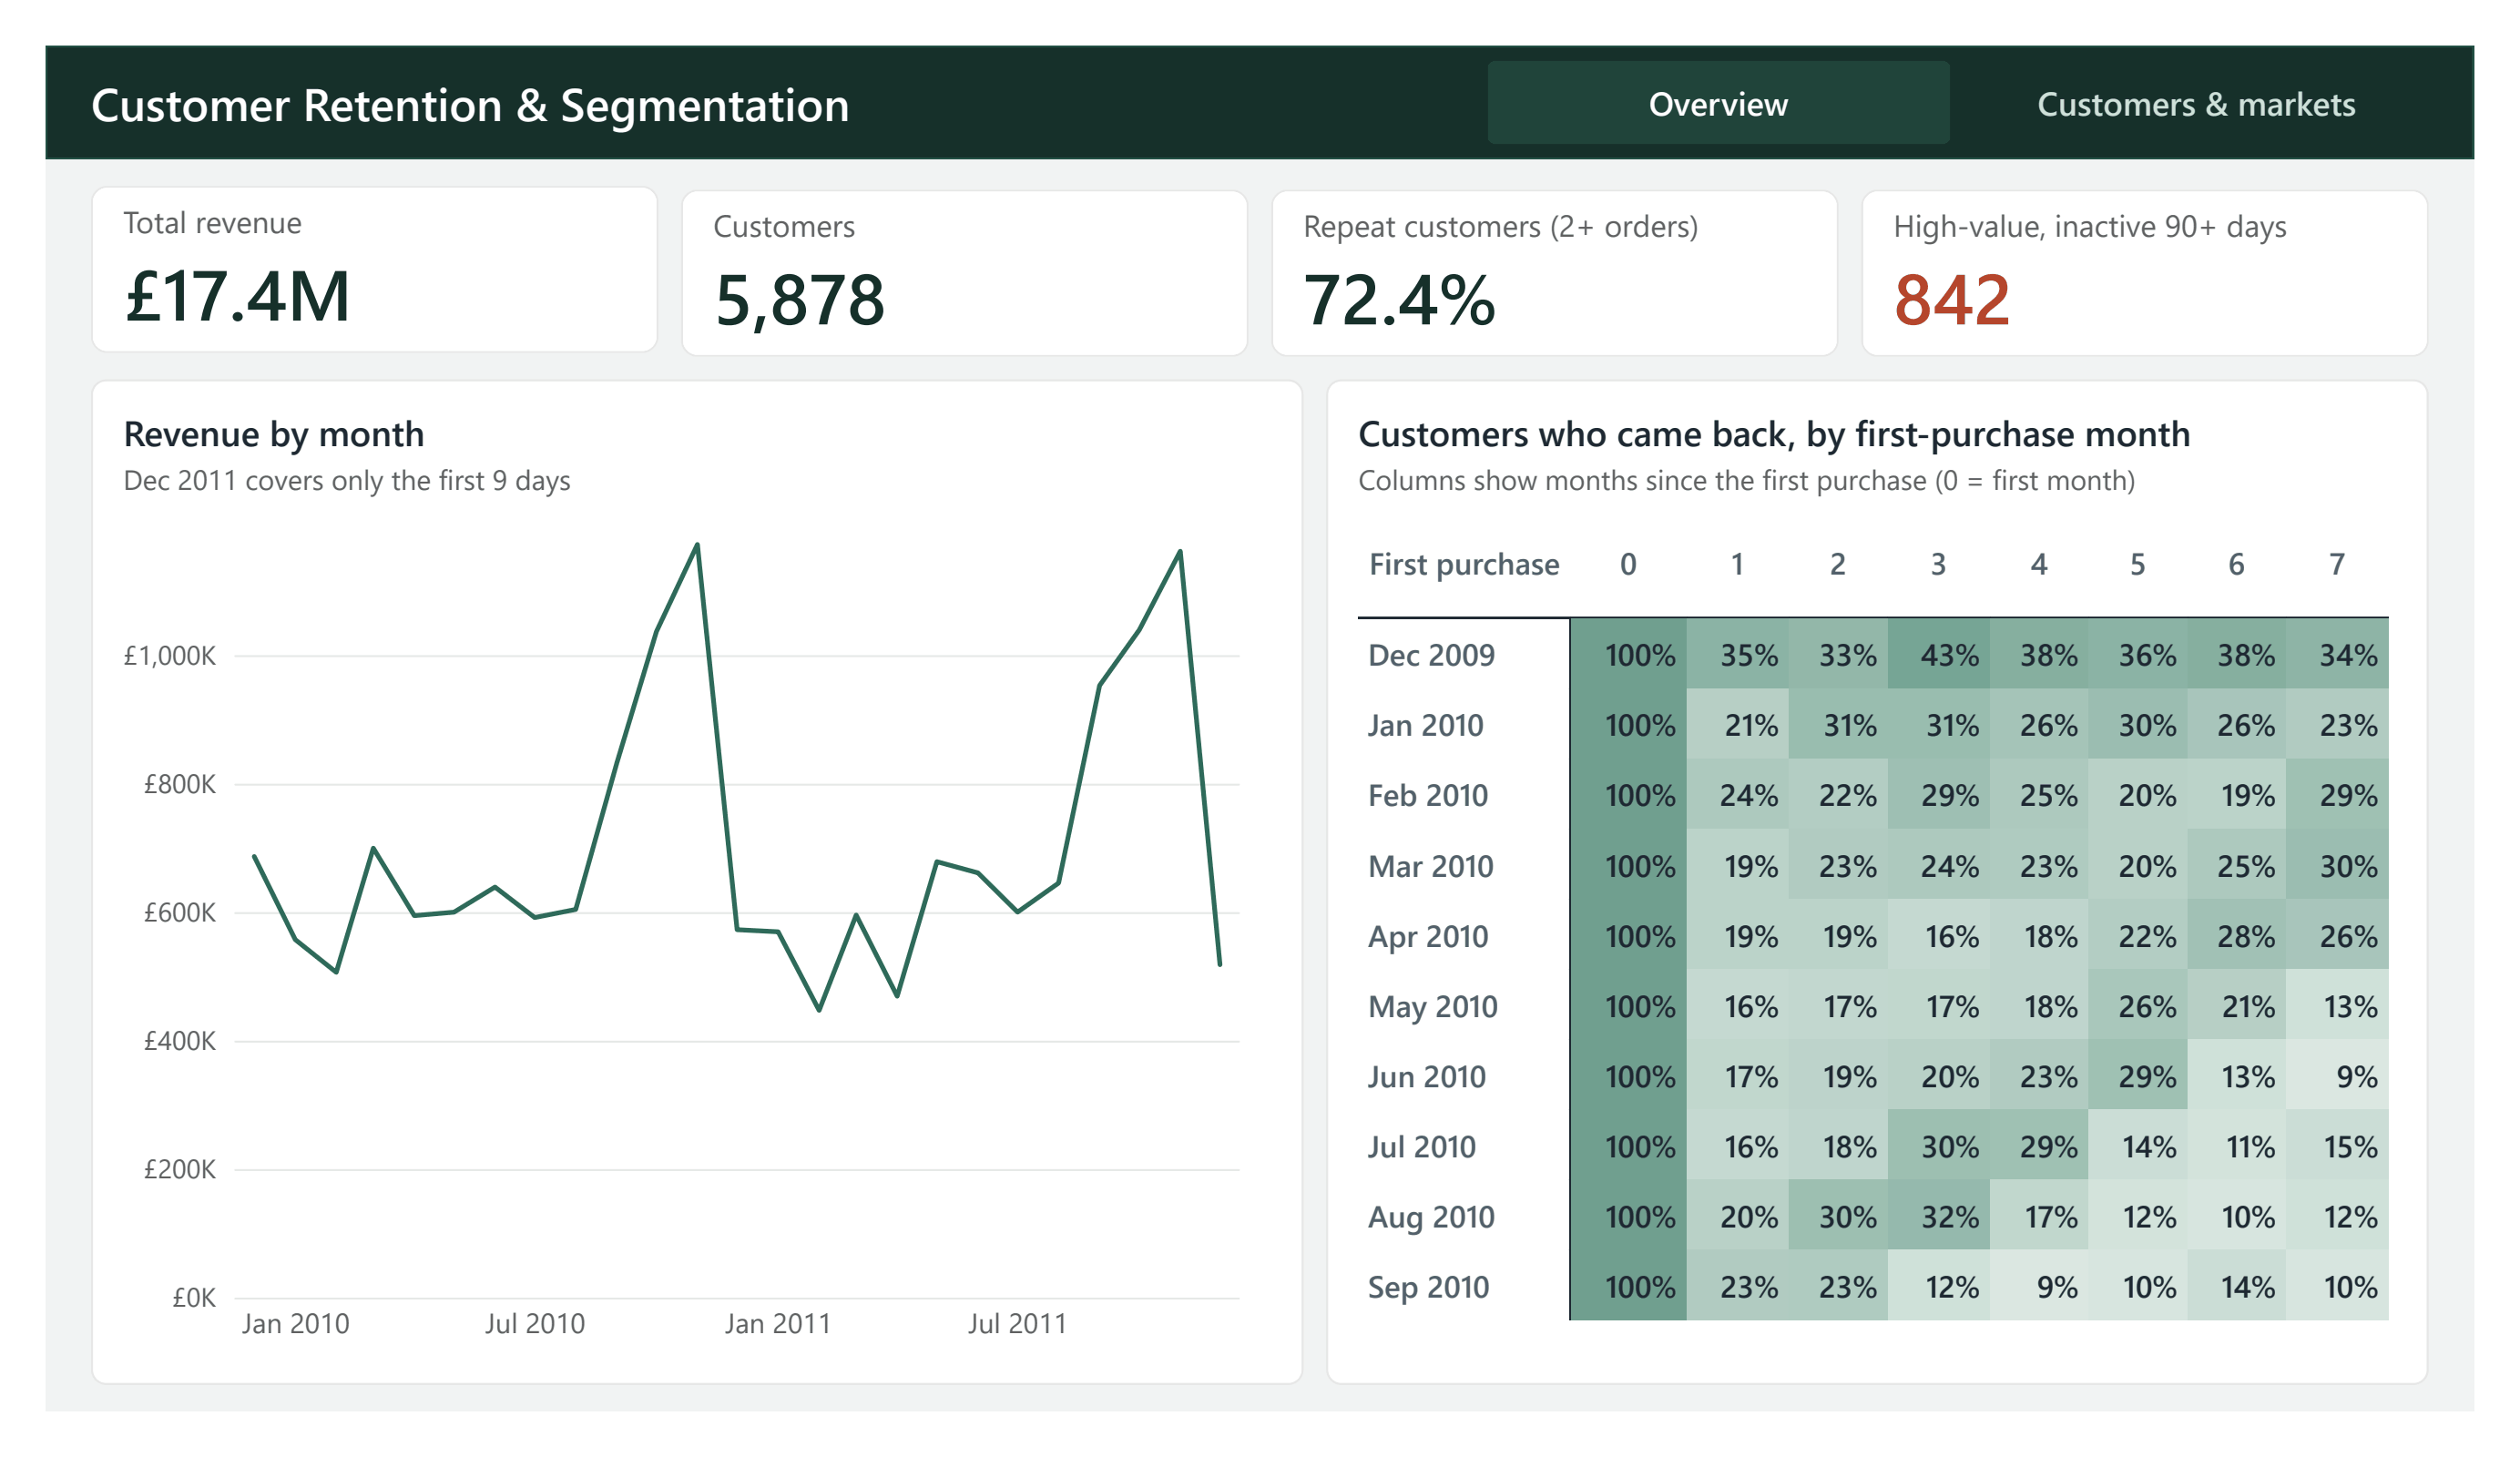 Customer Retention & Segmentation
Overview
Customers & markets
Total revenue
£17.4M
Customers
5,878
Repeat customers (2+ orders)
72.4%
High-value, inactive 90+ days
842
Revenue by month
Dec 2011 covers only the first 9 days
£1,000K
£800K
£600K
£400K
£200K
£0K
Jan 2010 Jul 2010 Jan 2011 Jul 2011
Customers who came back, by first-purchase month
Columns show months since the first purchase (0 = first month)
First purchase 0 1 2 3 4 5 6 7
Dec 2009 100% 35% 33% 43% 38% 36% 38% 34%
Jan 2010 100% 21% 31% 31% 26% 30% 26% 23%
Feb 2010 100% 24% 22% 29% 25% 20% 19% 29%
Mar 2010 100% 19% 23% 24% 23% 20% 25% 30%
Apr 2010 100% 19% 19% 16% 18% 22% 28% 26%
May 2010 100% 16% 17% 17% 18% 26% 21% 13%
Jun 2010 100% 17% 19% 20% 23% 29% 13% 9%
Jul 2010 100% 16% 18% 30% 29% 14% 11% 15%
Aug 2010 100% 20% 30% 32% 17% 12% 10% 12%
Sep 2010 100% 23% 23% 12% 9% 10% 14% 10%